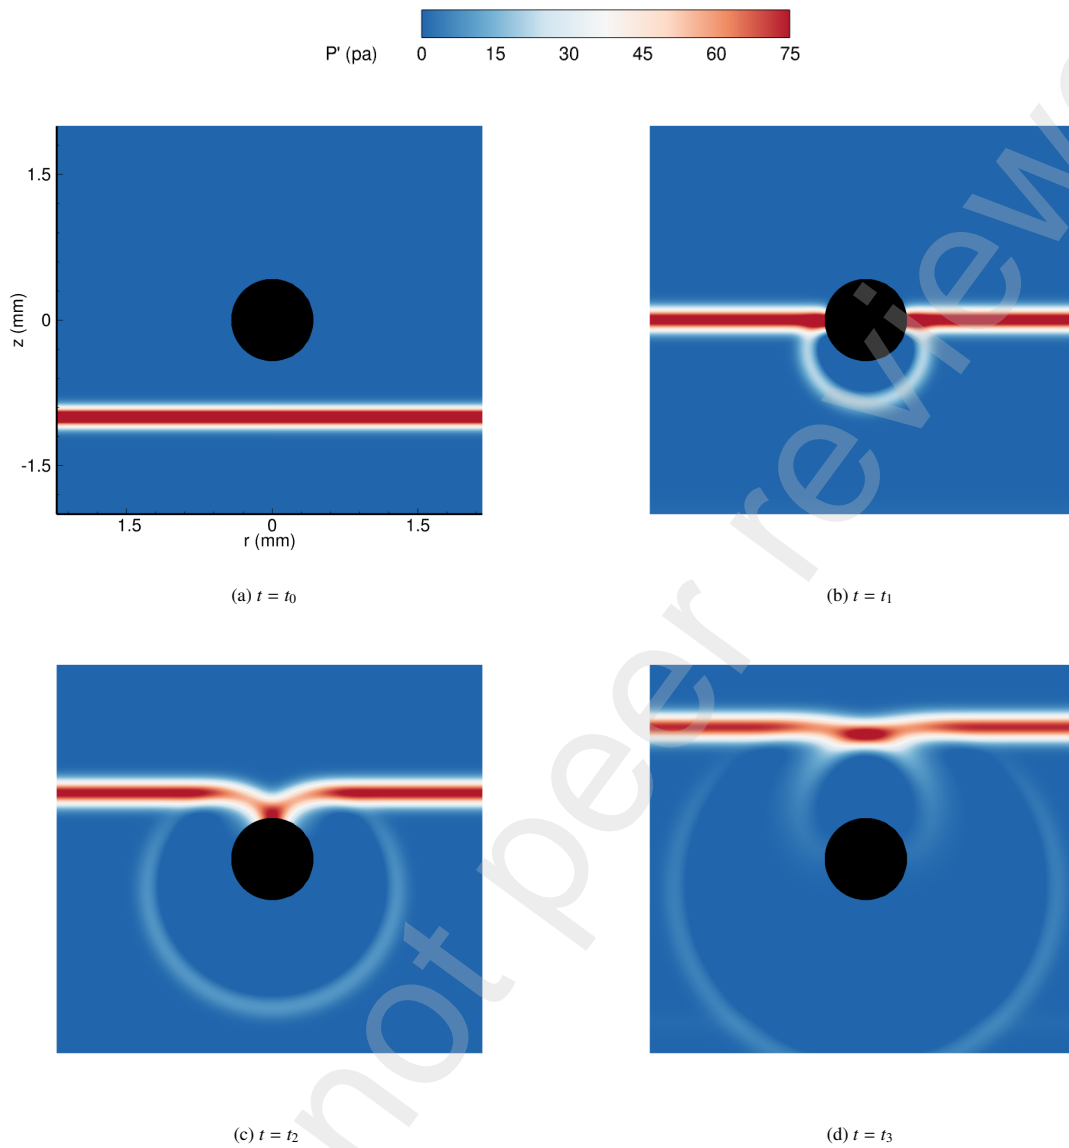 P' (pa)
0 15 30 45 60 75
1.5
0
-1.5
z (mm)
1.5 0 1.5
r (mm)
(a) t = t₀
(b) t = t₁
(c) t = t₂
(d) t = t₃
not peer reviewe